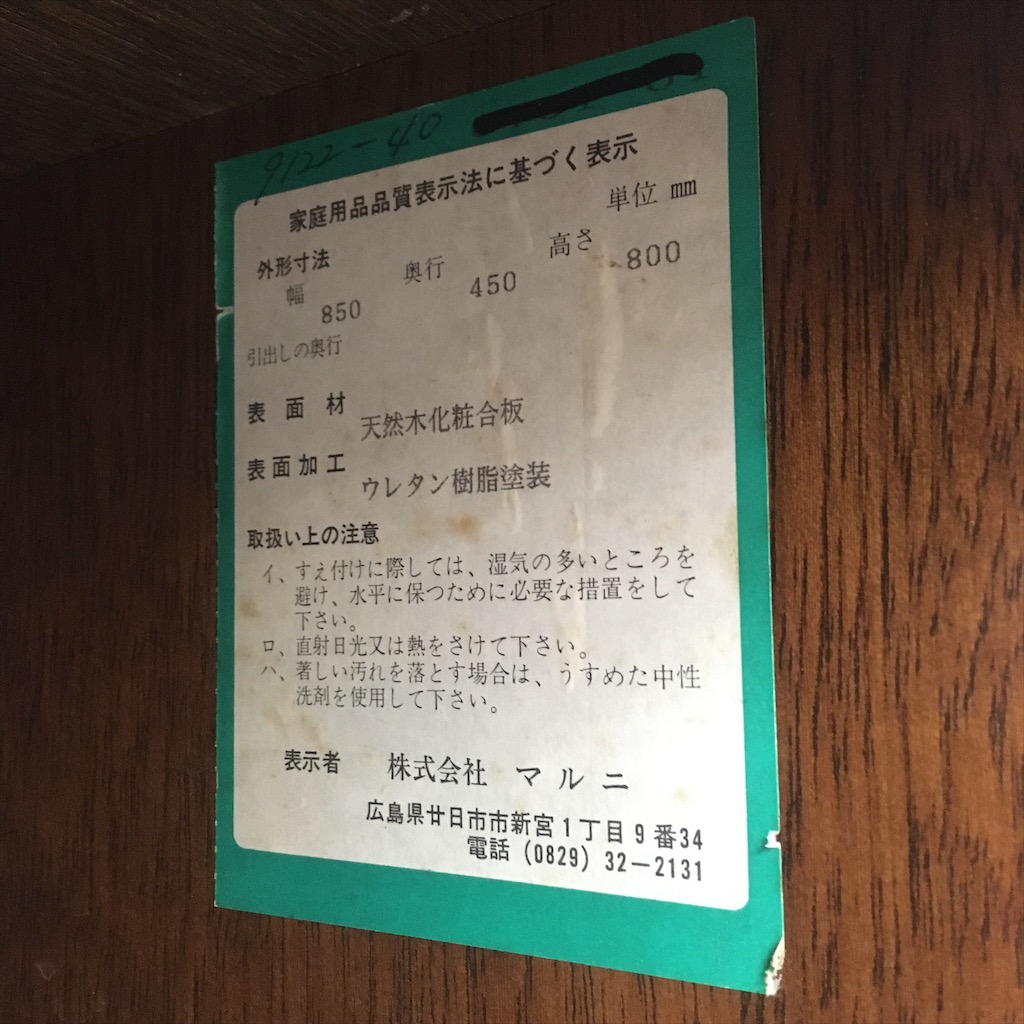 9122-40
家庭用品品質表示法に基づく表示
単位 mm
外形寸法
幅 850 奥行 450 高さ 800
引出しの奥行
表面材 天然木化粧合板
表面加工 ウレタン樹脂塗装
取扱い上の注意
イ、すえ付けに際しては、湿気の多いところを
避け、水平に保つために必要な措置をして
下さい。
ロ、直射日光又は熱をさけて下さい。
ハ、著しい汚れを落とす場合は、うすめた中性
洗剤を使用して下さい。
表示者 株式会社 マルニ
広島県廿日市市新宮1丁目9番34
電話 (0829) 32-2131